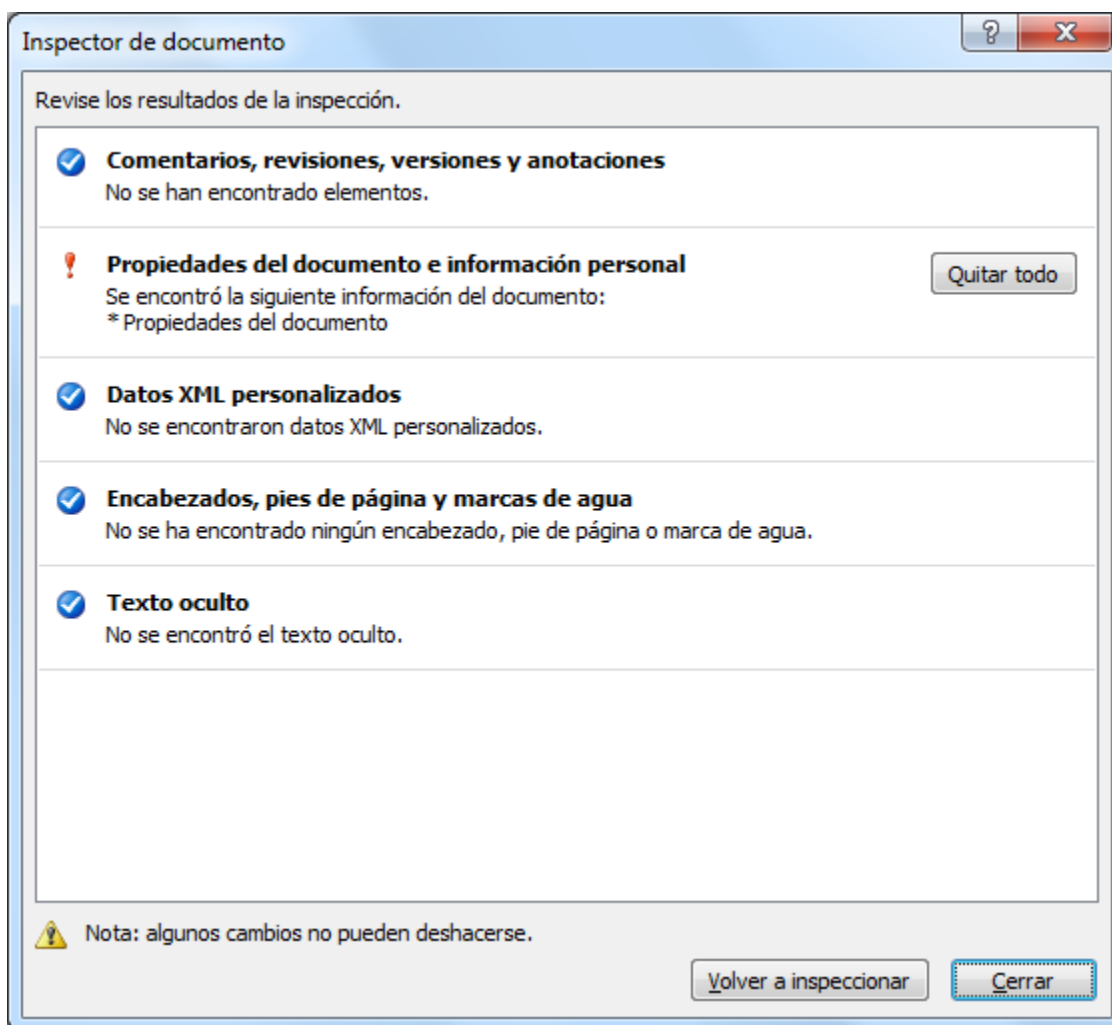 Inspector de documento
Revise los resultados de la inspección.
Comentarios, revisiones, versiones y anotaciones
No se han encontrado elementos.
Propiedades del documento e información personal
Quitar todo
Se encontró la siguiente información del documento:
* Propiedades del documento
Datos XML personalizados
No se encontraron datos XML personalizados.
Encabezados, pies de página y marcas de agua
No se ha encontrado ningún encabezado, pie de página o marca de agua.
Texto oculto
No se encontró el texto oculto.
Nota: algunos cambios no pueden deshacerse.
Volver a inspeccionar
Cerrar